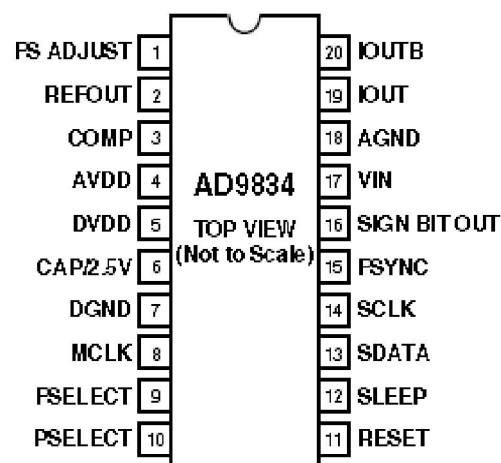 FS ADJUST 1 20 IOUTB
REFOUT 2 19 IOUT
COMP 3 18 AGND
AVDD 4 AD9834 17 VIN
DVDD 5 TOP VIEW 16 SIGN BIT OUT
CAP/2.5V 6 (Not to Scale) 15 FSYNC
DGND 7 14 SCLK
MCLK 8 13 SDATA
FSELECT 9 12 SLEEP
PSELECT 10 11 RESET